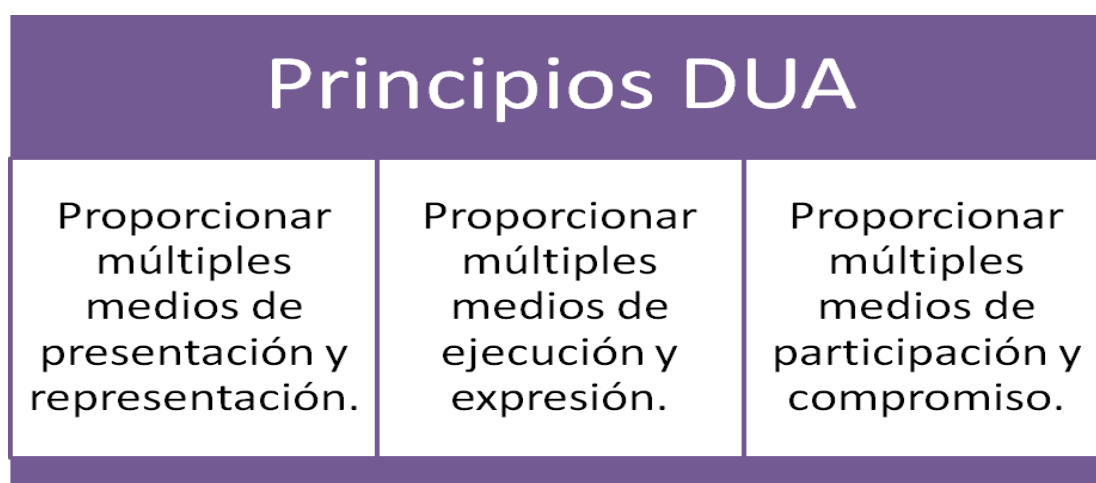 Principios DUA
Proporcionar
múltiples
medios de
presentación y
representación.
Proporcionar
múltiples
medios de
ejecución y
expresión.
Proporcionar
múltiples
medios de
participación y
compromiso.